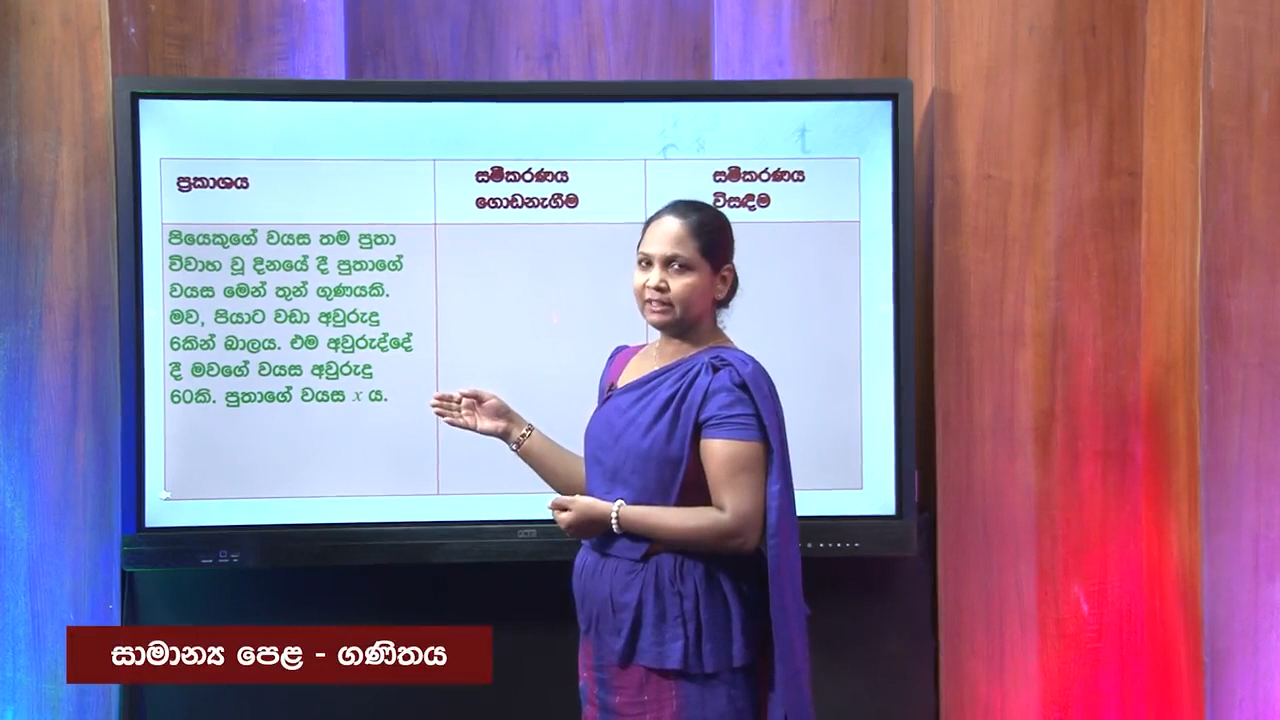 ප්‍රකාශය
සමීකරණය
ගොඩනැගීම
සමීකරණය
විසඳීම
පියෙකුගේ වයස තම පුතා
විවාහ වූ දිනයේ දී පුතාගේ
වයස මෙන් තුන් ගුණයකි.
මව, පියාට වඩා අවුරුදු
6කින් බාලය. එම අවුරුද්දේ
දී මවගේ වයස අවුරුදු
60කි. පුතාගේ වයස x ය.
සාමාන්‍ය පෙළ - ගණිතය